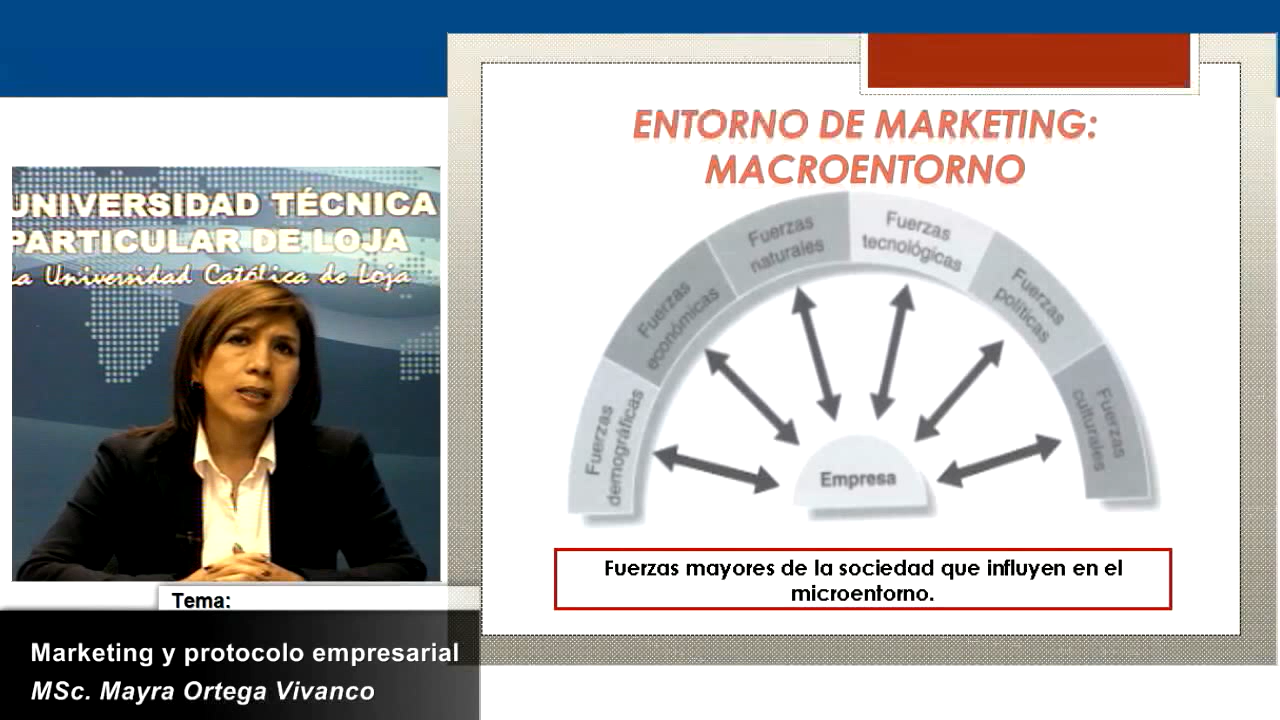 UNIVERSIDAD TÉCNICA
PARTICULAR DE LOJA
La Universidad Católica de Loja
Tema:
Marketing y protocolo empresarial
MSc. Mayra Ortega Vivanco
ENTORNO DE MARKETING:
MACROENTORNO
Fuerzas
demográficas
Fuerzas
económicas
Fuerzas
naturales
Fuerzas
tecnológicas
Fuerzas
políticas
Fuerzas
culturales
Empresa
Fuerzas mayores de la sociedad que influyen en el
microentorno.